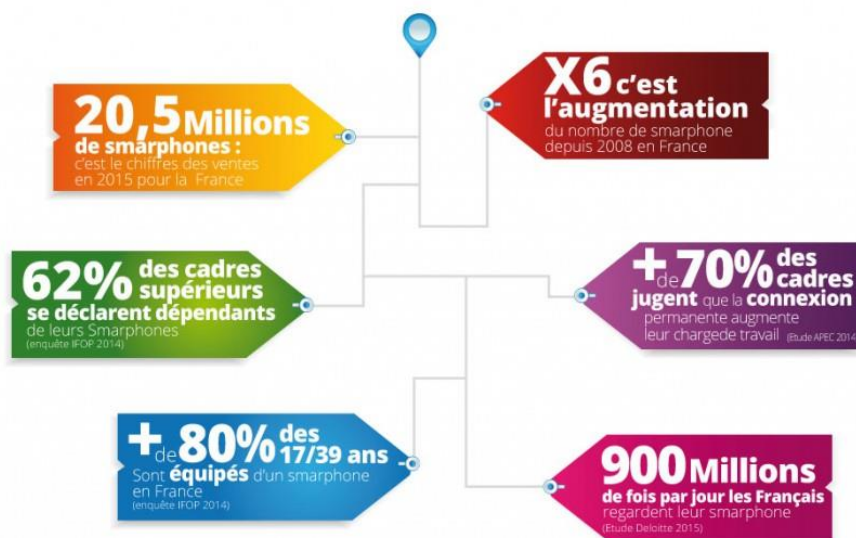 20,5 Millions
de smarphones :
c'est le chiffres des ventes
en 2015 pour la France
X6 c'est
l'augmentation
du nombre de smarphone
depuis 2008 en France
62% des cadres
supérieurs
se déclarent dépendants
de leurs Smarphones
(enquête IFOP 2014)
+ de 70% des
cadres
jugent que la connexion
permanente augmente
leur chargede travail (Etude APEC 2014)
+ de 80% des
17/39 ans
Sont équipés d'un smarphone
en France
(enquête IFOP 2014)
900 Millions
de fois par jour les Français
regardent leur smarphone
(Etude Deloitte 2015)